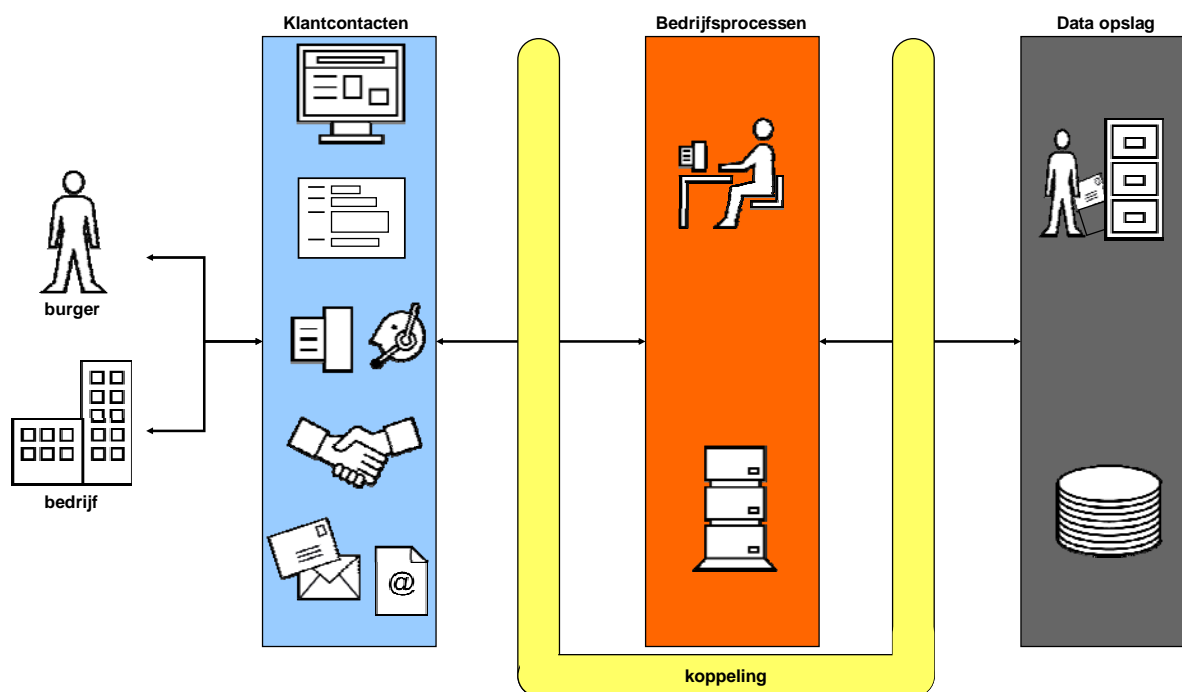 Klantcontacten
Bedrijfsprocessen
Data opslag
burger
bedrijf
@
koppeling